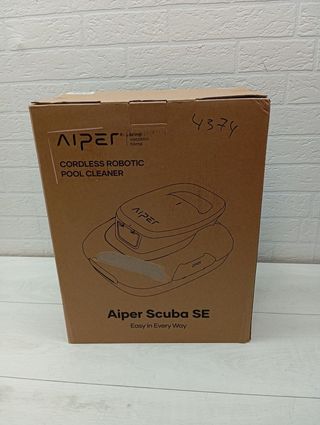 AIPER
4374
CORDLESS ROBOTIC
POOL CLEANER
AIPER
Aiper Scuba SE
Easy in Every Way